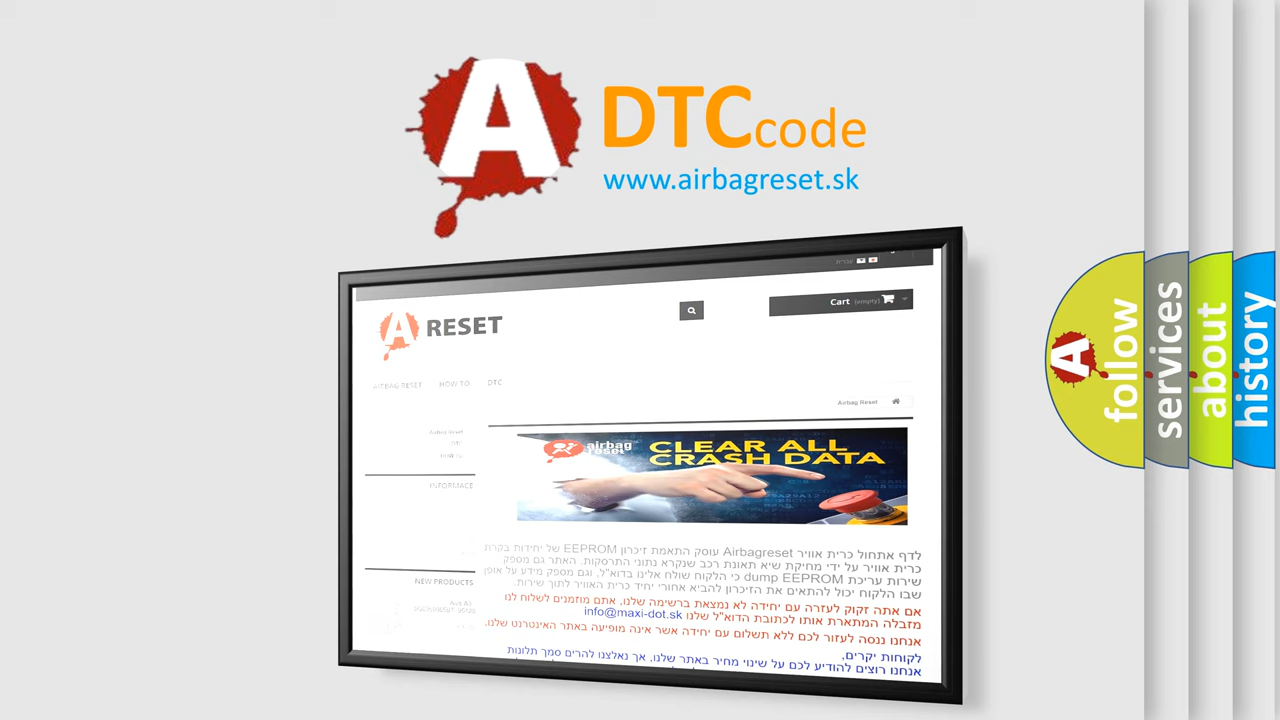 A DTCcode
www.airbagreset.sk
עברית
Cart (empty)
A RESET
AIRBAG RESET HOW TO DTC
Airbag Reset
Airbag Reset
DTC
HOW TO
INFORMACE
airbag
reset
CLEAR ALL
CRASH DATA
NEW PRODUCTS
לדף אתחול כרית אוויר Airbagreset עוסק התאמת זיכרון EEPROM של יחידות בקרת
כרית אוויר על ידי מחיקת שיא תאונת רכב שנקרא נתוני התרסקות. האתר גם מספק
שירות עריכת dump EEPROM כי הלקוח שולח אלינו בדוא"ל, וגם מספק מידע על אופן
שבו הלקוח יכול להתאים את הזיכרון להביא אחורי יחיד כרית האוויר לתוך שירות.
אם אתה זקוק לעזרה עם יחידה לא נמצאת ברשימה שלנו, אתם מוזמנים לשלוח לנו
מזבלה המתארת אותו לכתובת הדוא"ל שלנו info@maxi-dot.sk
אנחנו ננסה לעזור לכם ללא תשלום עם יחידה אשר אינה מופיעה באתר האינטרנט שלנו.
לקוחות יקרים,
אנחנו רוצים להודיע לכם על שינוי מחיר באתר שלנו, אך נאלצנו להרים סמך תלונות
A follow
services
about
history